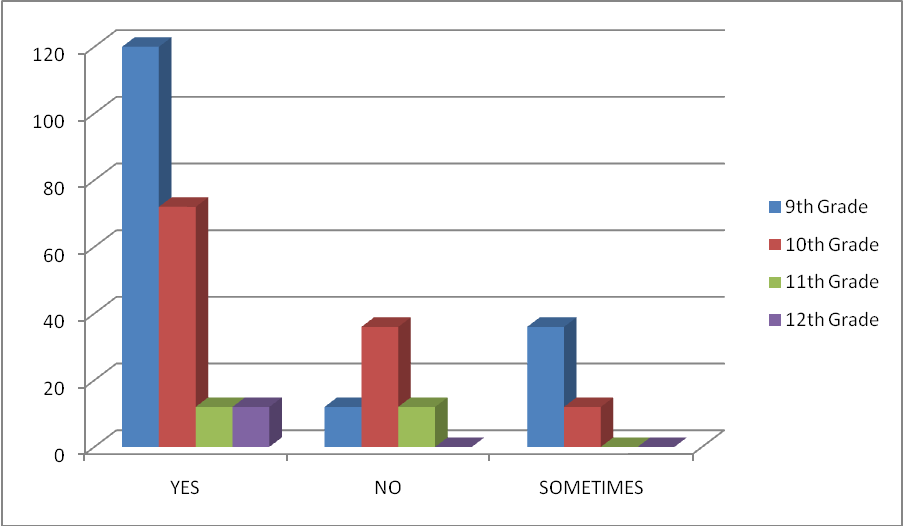 120
100
80
60
40
20
0
YES NO SOMETIMES
9th Grade
10th Grade
11th Grade
12th Grade